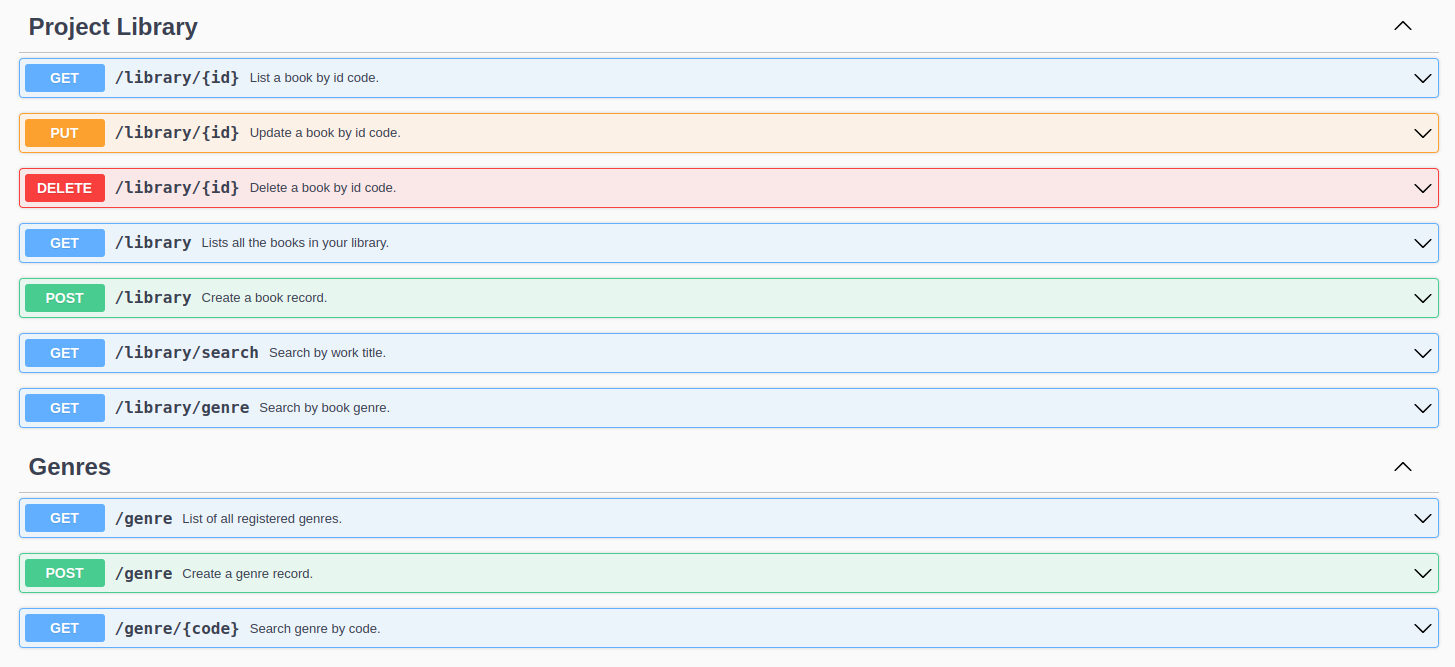 Project Library
GET /library/{id} List a book by id code.
PUT /library/{id} Update a book by id code.
DELETE /library/{id} Delete a book by id code.
GET /library Lists all the books in your library.
POST /library Create a book record.
GET /library/search Search by work title.
GET /library/genre Search by book genre.
Genres
GET /genre List of all registered genres.
POST /genre Create a genre record.
GET /genre/{code} Search genre by code.